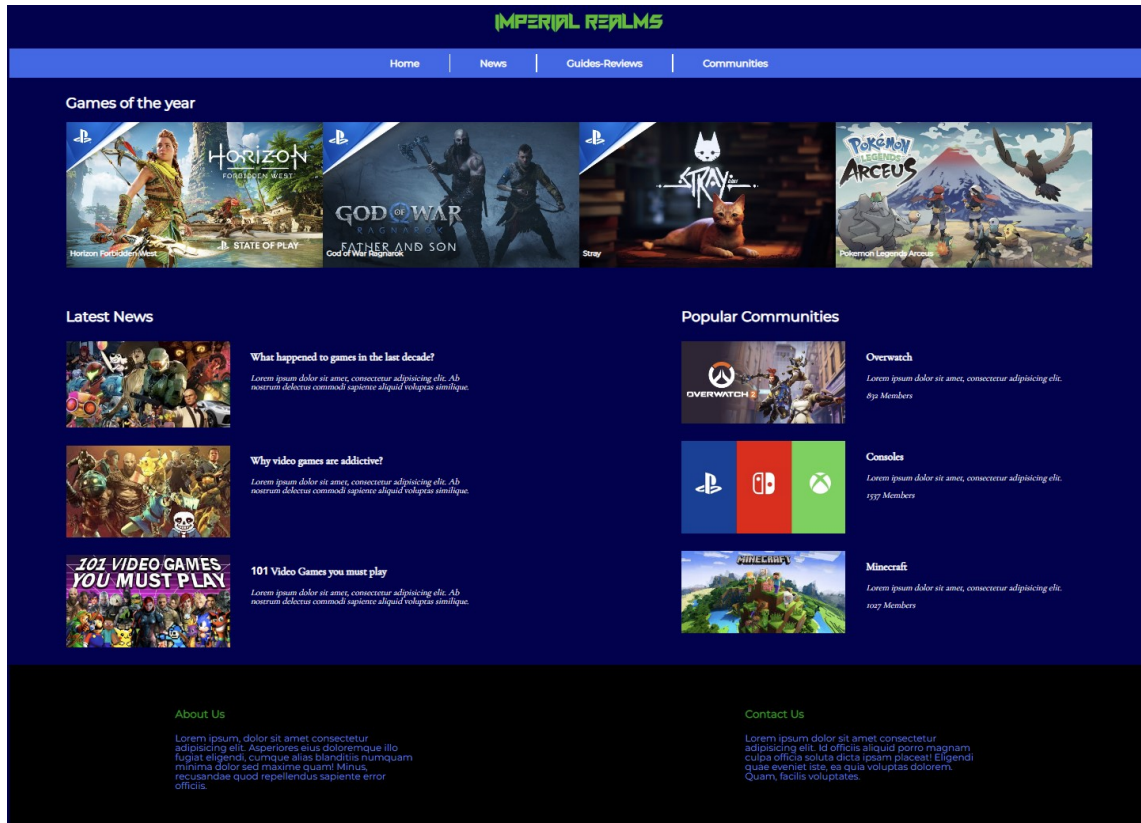 IMPERIAL REALMS
Home
News
Guides-Reviews
Communities
Games of the year
HORIZON
FORBIDDEN WEST
STATE OF PLAY
Horizon Forbidden West
GOD OF WAR
RAGNARÖK
FATHER AND SON
God of War Ragnarok
STRAY
Stray
POKéMON
LEGENDS
ARCEUS
Pokemon Legends Arceus
Latest News
Popular Communities
What happened to games in the last decade?
Lorem ipsum dolor sit amet, consectetur adipisicing elit. Ab
nostrum delectus commodi sapiente aliquid voluptas similique.
OVERWATCH 2
Overwatch
Lorem ipsum dolor sit amet, consectetur adipisicing elit.
832 Members
Why video games are addictive?
Lorem ipsum dolor sit amet, consectetur adipisicing elit. Ab
nostrum delectus commodi sapiente aliquid voluptas similique.
Consoles
Lorem ipsum dolor sit amet, consectetur adipisicing elit.
1537 Members
101 VIDEO GAMES
YOU MUST PLAY
101 Video Games you must play
Lorem ipsum dolor sit amet, consectetur adipisicing elit. Ab
nostrum delectus commodi sapiente aliquid voluptas similique.
MINECRAFT
Minecraft
Lorem ipsum dolor sit amet, consectetur adipisicing elit.
1027 Members
About Us
Lorem ipsum, dolor sit amet consectetur
adipisicing elit. Asperiores eius doloremque illo
fugiat eligendi, cumque alias blanditiis numquam
minima dolor sed maxime quam! Minus,
recusandae quod repellendus sapiente error
officiis.
Contact Us
Lorem ipsum dolor sit amet consectetur
adipisicing elit. Id officiis aliquid porro magnam
culpa officia soluta dicta ipsam placeat! Eligendi
quae eveniet iste, ea quia voluptas dolorem.
Quam, facilis voluptates.